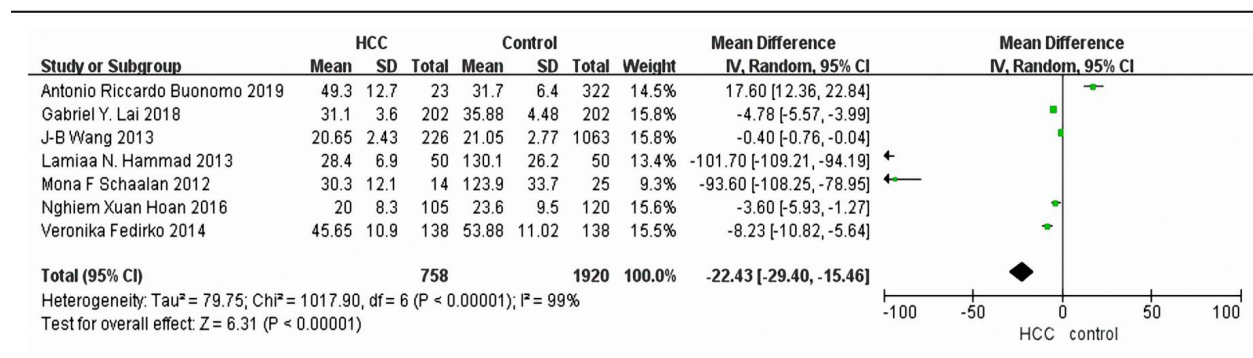 HCC Control Mean Difference Mean Difference
Study or Subgroup Mean SD Total Mean SD Total Weight IV, Random, 95% CI IV, Random, 95% CI
Antonio Riccardo Buonomo 2019 49.3 12.7 23 31.7 6.4 322 14.5% 17.60 [12.36, 22.84]
Gabriel Y. Lai 2018 31.1 3.6 202 35.88 4.48 202 15.8% -4.78 [-5.57, -3.99]
J-B Wang 2013 20.65 2.43 226 21.05 2.77 1063 15.8% -0.40 [-0.76, -0.04]
Lamiaa N. Hammad 2013 28.4 6.9 50 130.1 26.2 50 13.4% -101.70 [-109.21, -94.19]
Mona F Schaalan 2012 30.3 12.1 14 123.9 33.7 25 9.3% -93.60 [-108.25, -78.95]
Nghiem Xuan Hoan 2016 20 8.3 105 23.6 9.5 120 15.6% -3.60 [-5.93, -1.27]
Veronika Fedirko 2014 45.65 10.9 138 53.88 11.02 138 15.5% -8.23 [-10.82, -5.64]
Total (95% CI) 758 1920 100.0% -22.43 [-29.40, -15.46]
Heterogeneity: Tau² = 79.75; Chi² = 1017.90, df = 6 (P < 0.00001); I² = 99%
Test for overall effect: Z = 6.31 (P < 0.00001)
-100 -50 0 50 100
HCC control